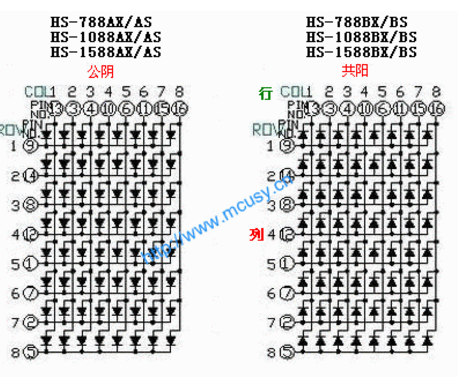 HS-788AX/AS
HS-1088AX/AS
HS-1588AX/AS
公阴
COL 1 2 3 4 5 6 7 8
PIN NO. 13 3 4 10 6 11 15 16
ROW PIN NO.
1 9
2 14
3 8
4 12
5 1
6 7
7 2
8 5
HS-788BX/BS
HS-1088BX/BS
HS-1588BX/BS
共阳
行
COL 1 2 3 4 5 6 7 8
PIN NO. 13 3 4 10 6 11 15 16
ROW PIN NO.
1 9
2 14
3 8
列
4 12
5 1
6 7
7 2
8 5
http://www.mcusy.cn